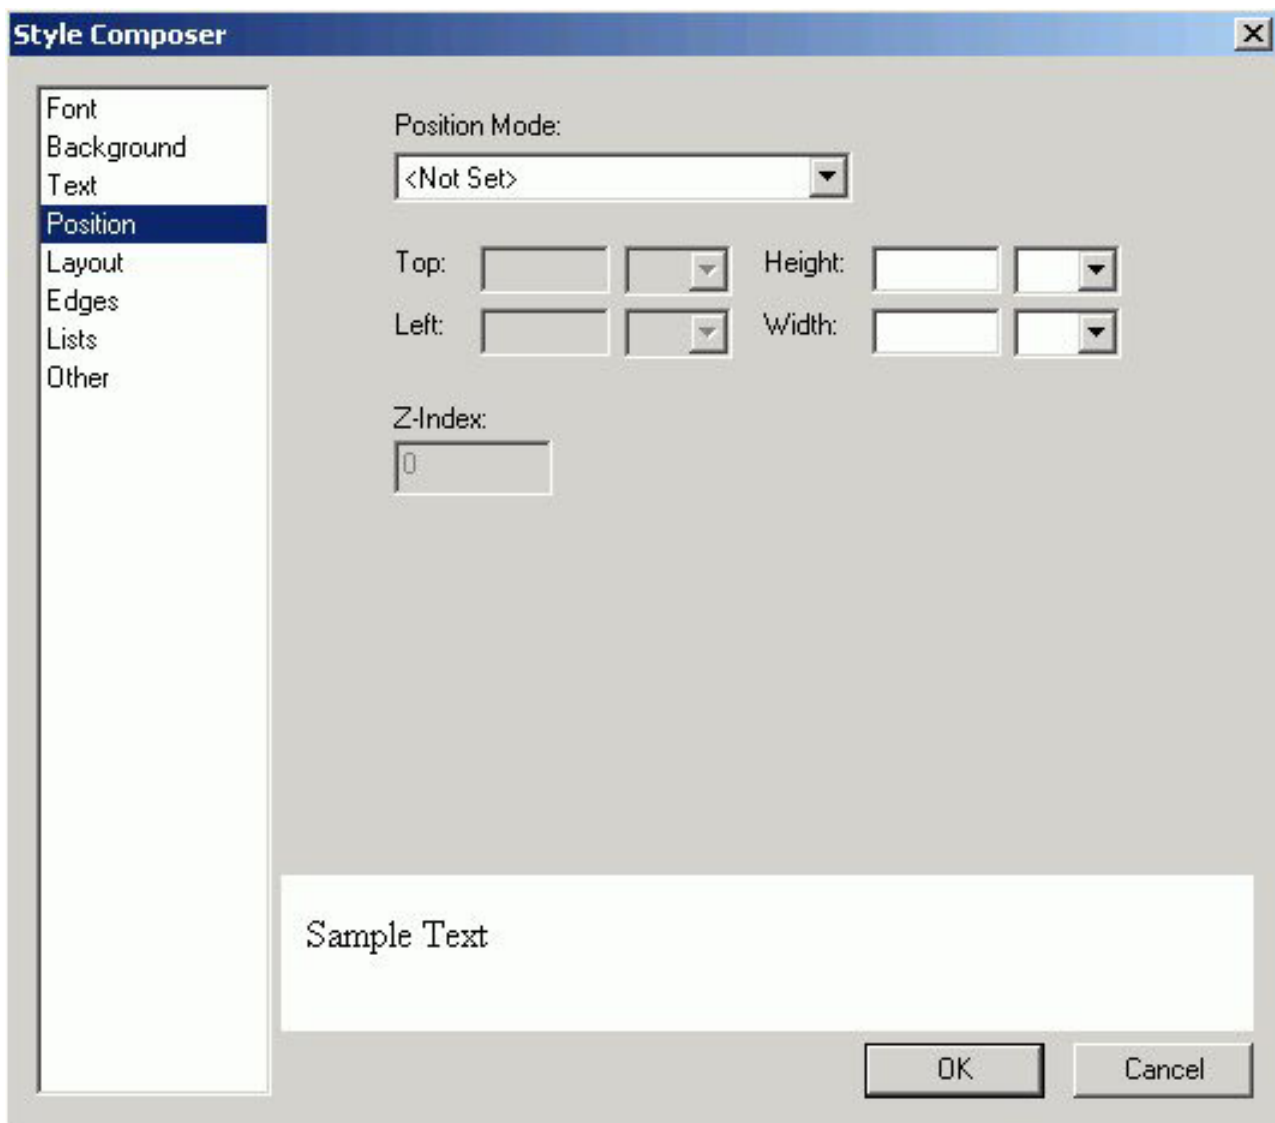 Style Composer
Font
Background
Text
Position
Layout
Edges
Lists
Other
Position Mode:
<Not Set>
Top: Height:
Left: Width:
Z-Index:
0
Sample Text
OK Cancel